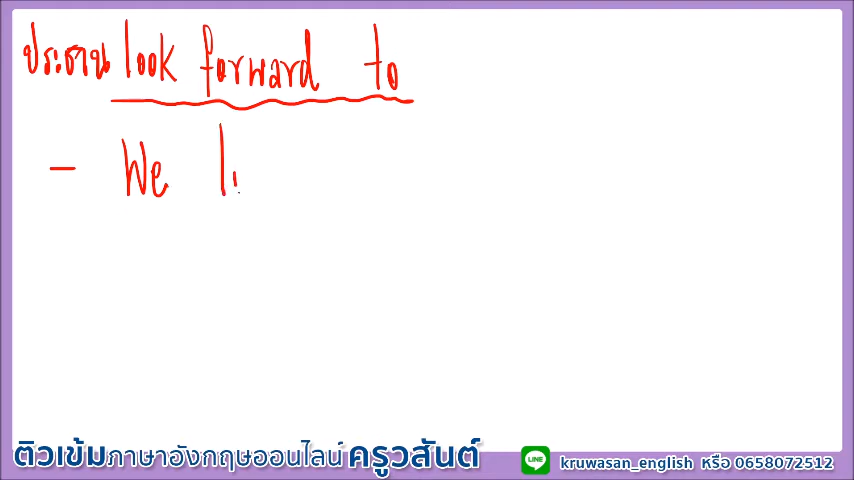 ประธาน look forward to
- We l
ติวเข้มภาษาอังกฤษออนไลน์ ครูวสันต์
LINE kruwasan_english หรือ 0658072512